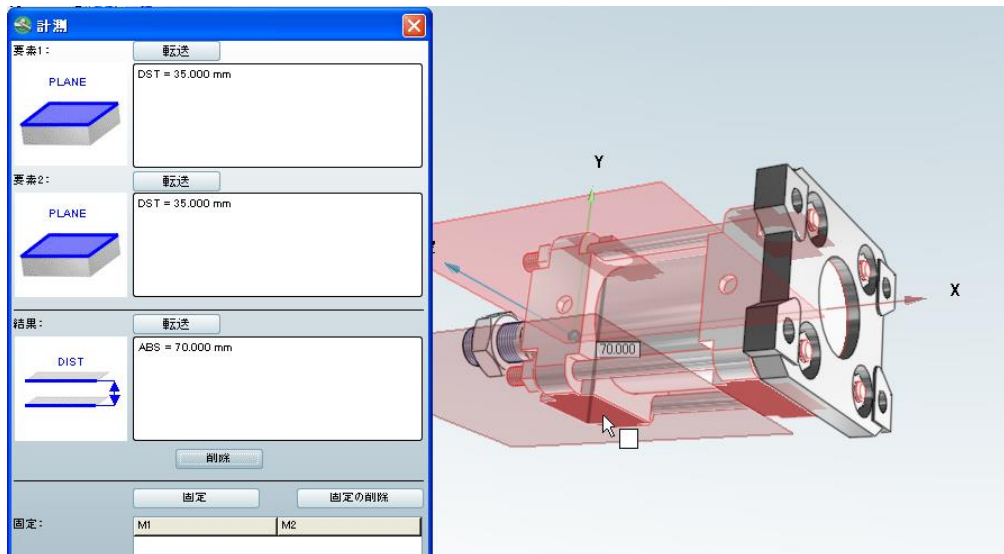 計測
要素1:
転送
PLANE
DST = 35.000 mm
要素2:
転送
PLANE
DST = 35.000 mm
結果:
転送
DIST
ABS = 70.000 mm
削除
固定
固定の削除
固定:
M1
M2
Y
X
70.000